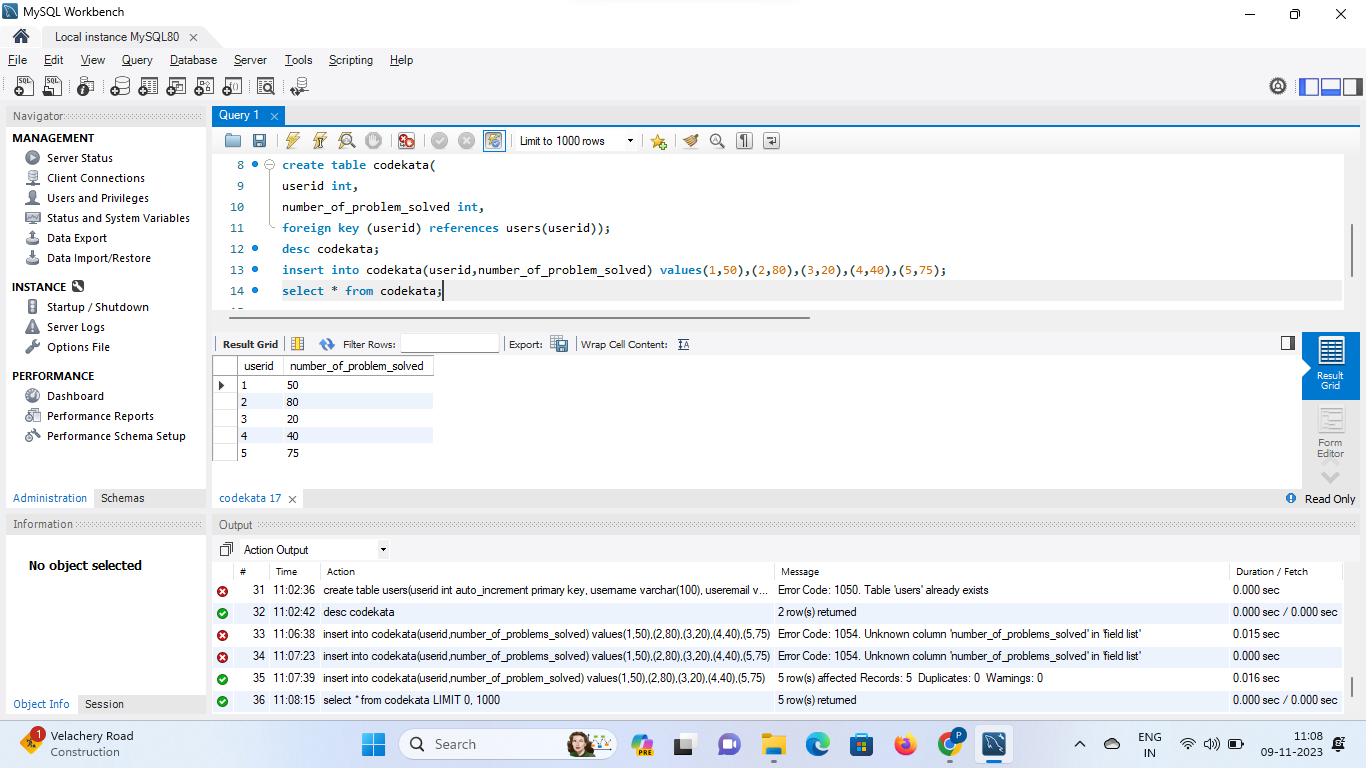 MySQL Workbench
Local instance MySQL80
File Edit View Query Database Server Tools Scripting Help
Navigator
MANAGEMENT
Server Status
Client Connections
Users and Privileges
Status and System Variables
Data Export
Data Import/Restore
INSTANCE
Startup / Shutdown
Server Logs
Options File
PERFORMANCE
Dashboard
Performance Reports
Performance Schema Setup
Administration Schemas
Information
No object selected
Object Info Session
Query 1
Limit to 1000 rows
8 create table codekata(
9 userid int,
10 number_of_problem_solved int,
11 foreign key (userid) references users(userid));
12 desc codekata;
13 insert into codekata(userid,number_of_problem_solved) values(1,50),(2,80),(3,20),(4,40),(5,75);
14 select * from codekata;
Result Grid Filter Rows: Export: Wrap Cell Content:
userid number_of_problem_solved
1 50
2 80
3 20
4 40
5 75
Result
Grid
Form
Editor
codekata 17
Read Only
Output
Action Output
# Time Action Message Duration / Fetch
31 11:02:36 create table users(userid int auto_increment primary key, username varchar(100), useremail v... Error Code: 1050. Table 'users' already exists 0.000 sec
32 11:02:42 desc codekata 2 row(s) returned 0.000 sec / 0.000 sec
33 11:06:38 insert into codekata(userid,number_of_problems_solved) values(1,50),(2,80),(3,20),(4,40),(5,75) Error Code: 1054. Unknown column 'number_of_problems_solved' in 'field list' 0.015 sec
34 11:07:23 insert into codekata(userid,number_of_problems_solved) values(1,50),(2,80),(3,20),(4,40),(5,75) Error Code: 1054. Unknown column 'number_of_problems_solved' in 'field list' 0.000 sec
35 11:07:39 insert into codekata(userid,number_of_problem_solved) values(1,50),(2,80),(3,20),(4,40),(5,75) 5 row(s) affected Records: 5 Duplicates: 0 Warnings: 0 0.016 sec
36 11:08:15 select * from codekata LIMIT 0, 1000 5 row(s) returned 0.000 sec / 0.000 sec
1
Velachery Road
Construction
Search
PRE
P
ENG
IN
11:08
09-11-2023